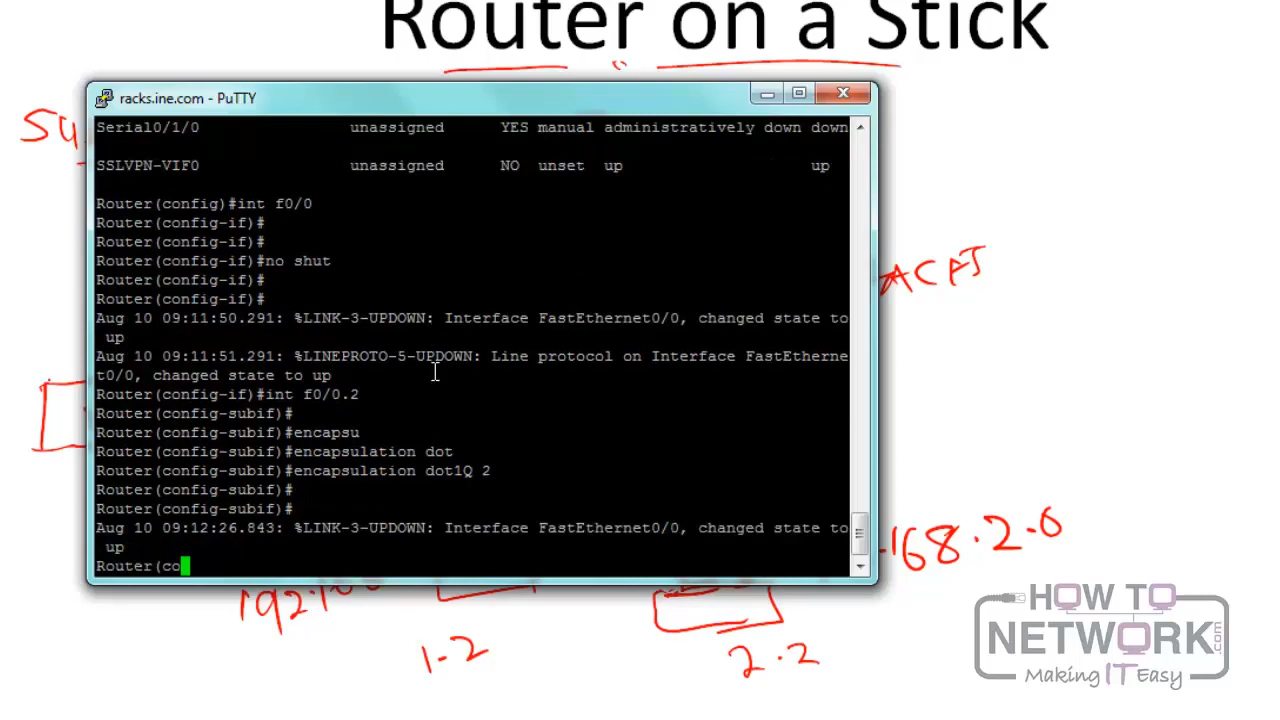 Router on a Stick
racks.ine.com - PuTTY
Serial0/1/0 unassigned YES manual administratively down down
SSLVPN-VIF0 unassigned NO unset up up
Router(config)#int f0/0
Router(config-if)#
Router(config-if)#
Router(config-if)#no shut
Router(config-if)#
Router(config-if)#
Aug 10 09:11:50.291: %LINK-3-UPDOWN: Interface FastEthernet0/0, changed state to
up
Aug 10 09:11:51.291: %LINEPROTO-5-UPDOWN: Line protocol on Interface FastEtherne
t0/0, changed state to up
Router(config-if)#int f0/0.2
Router(config-subif)#
Router(config-subif)#encapsu
Router(config-subif)#encapsulation dot
Router(config-subif)#encapsulation dot1Q 2
Router(config-subif)#
Router(config-subif)#
Aug 10 09:12:26.843: %LINK-3-UPDOWN: Interface FastEthernet0/0, changed state to
up
Router(co
.168.2.0
1.2
2.2
HOW TO
NETWORK.com
Making IT Easy